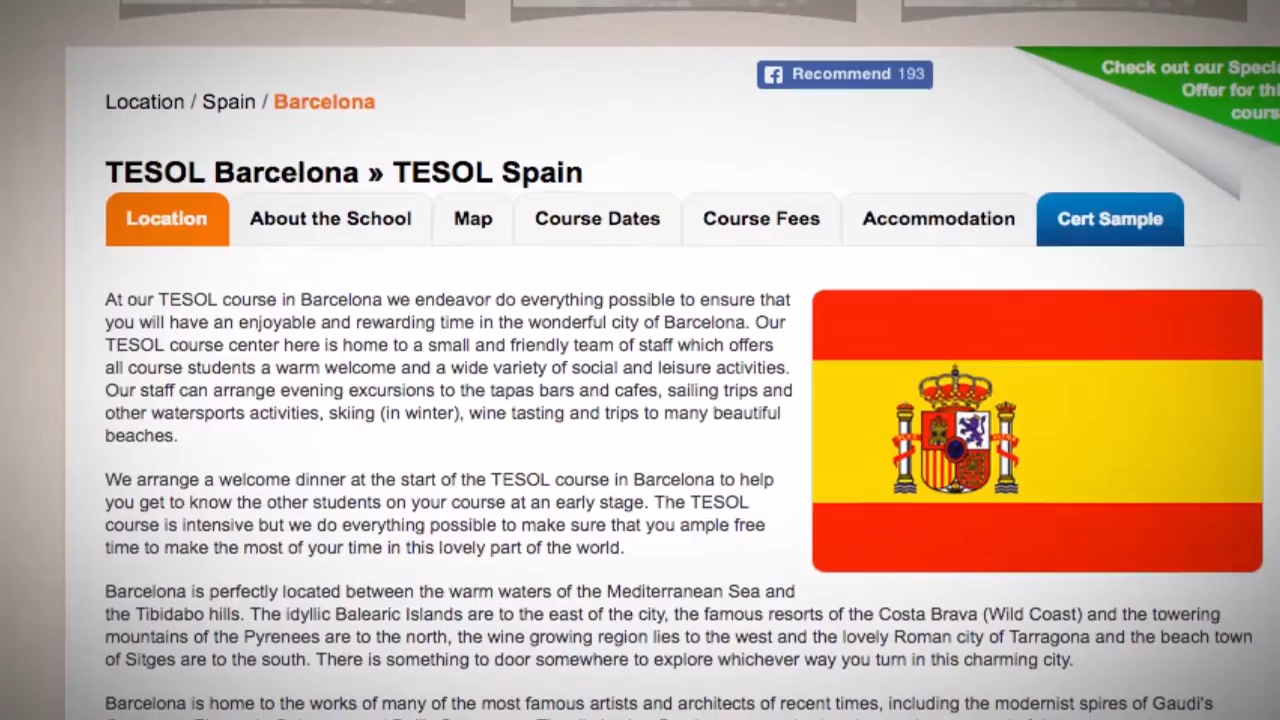 Recommend 193
Check out our Speci
Offer for thi
cours
Location / Spain / Barcelona
TESOL Barcelona » TESOL Spain
Location About the School Map Course Dates Course Fees Accommodation Cert Sample
At our TESOL course in Barcelona we endeavor do everything possible to ensure that
you will have an enjoyable and rewarding time in the wonderful city of Barcelona. Our
TESOL course center here is home to a small and friendly team of staff which offers
all course students a warm welcome and a wide variety of social and leisure activities.
Our staff can arrange evening excursions to the tapas bars and cafes, sailing trips and
other watersports activities, skiing (in winter), wine tasting and trips to many beautiful
beaches.
We arrange a welcome dinner at the start of the TESOL course in Barcelona to help
you get to know the other students on your course at an early stage. The TESOL
course is intensive but we do everything possible to make sure that you ample free
time to make the most of your time in this lovely part of the world.
Barcelona is perfectly located between the warm waters of the Mediterranean Sea and
the Tibidabo hills. The idyllic Balearic Islands are to the east of the city, the famous resorts of the Costa Brava (Wild Coast) and the towering
mountains of the Pyrenees are to the north, the wine growing region lies to the west and the lovely Roman city of Tarragona and the beach town
of Sitges are to the south. There is something to door somewhere to explore whichever way you turn in this charming city.
Barcelona is home to the works of many of the most famous artists and architects of recent times, including the modernist spires of Gaudi's